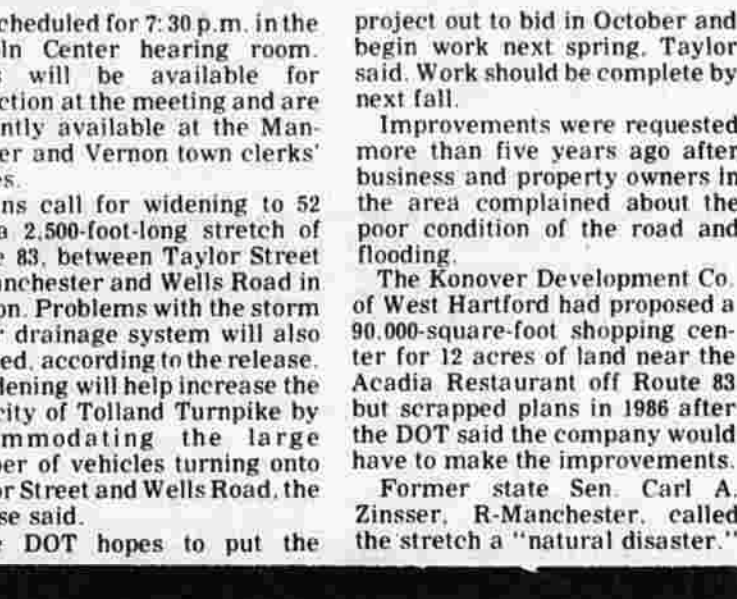 cheduled for 7:30 p.m. in the
ln Center hearing room.
s will be available for
ction at the meeting and are
ntly available at the Man-
er and Vernon town clerks'
es.
ns call for widening to 52
a 2,500-foot-long stretch of
e 83, between Taylor Street
anchester and Wells Road in
on. Problems with the storm
r drainage system will also
ed, according to the release.
dening will help increase the
city of Tolland Turnpike by
mmodating the large
er of vehicles turning onto
or Street and Wells Road, the
se said.
e DOT hopes to put the
project out to bid in October and
begin work next spring, Taylor
said. Work should be complete by
next fall.
Improvements were requested
more than five years ago after
business and property owners in
the area complained about the
poor condition of the road and
flooding.
The Konover Development Co.
of West Hartford had proposed a
90,000-square-foot shopping cen-
ter for 12 acres of land near the
Acadia Restaurant off Route 83
but scrapped plans in 1986 after
the DOT said the company would
have to make the improvements.
Former state Sen. Carl A.
Zinsser, R-Manchester, called
the stretch a "natural disaster."